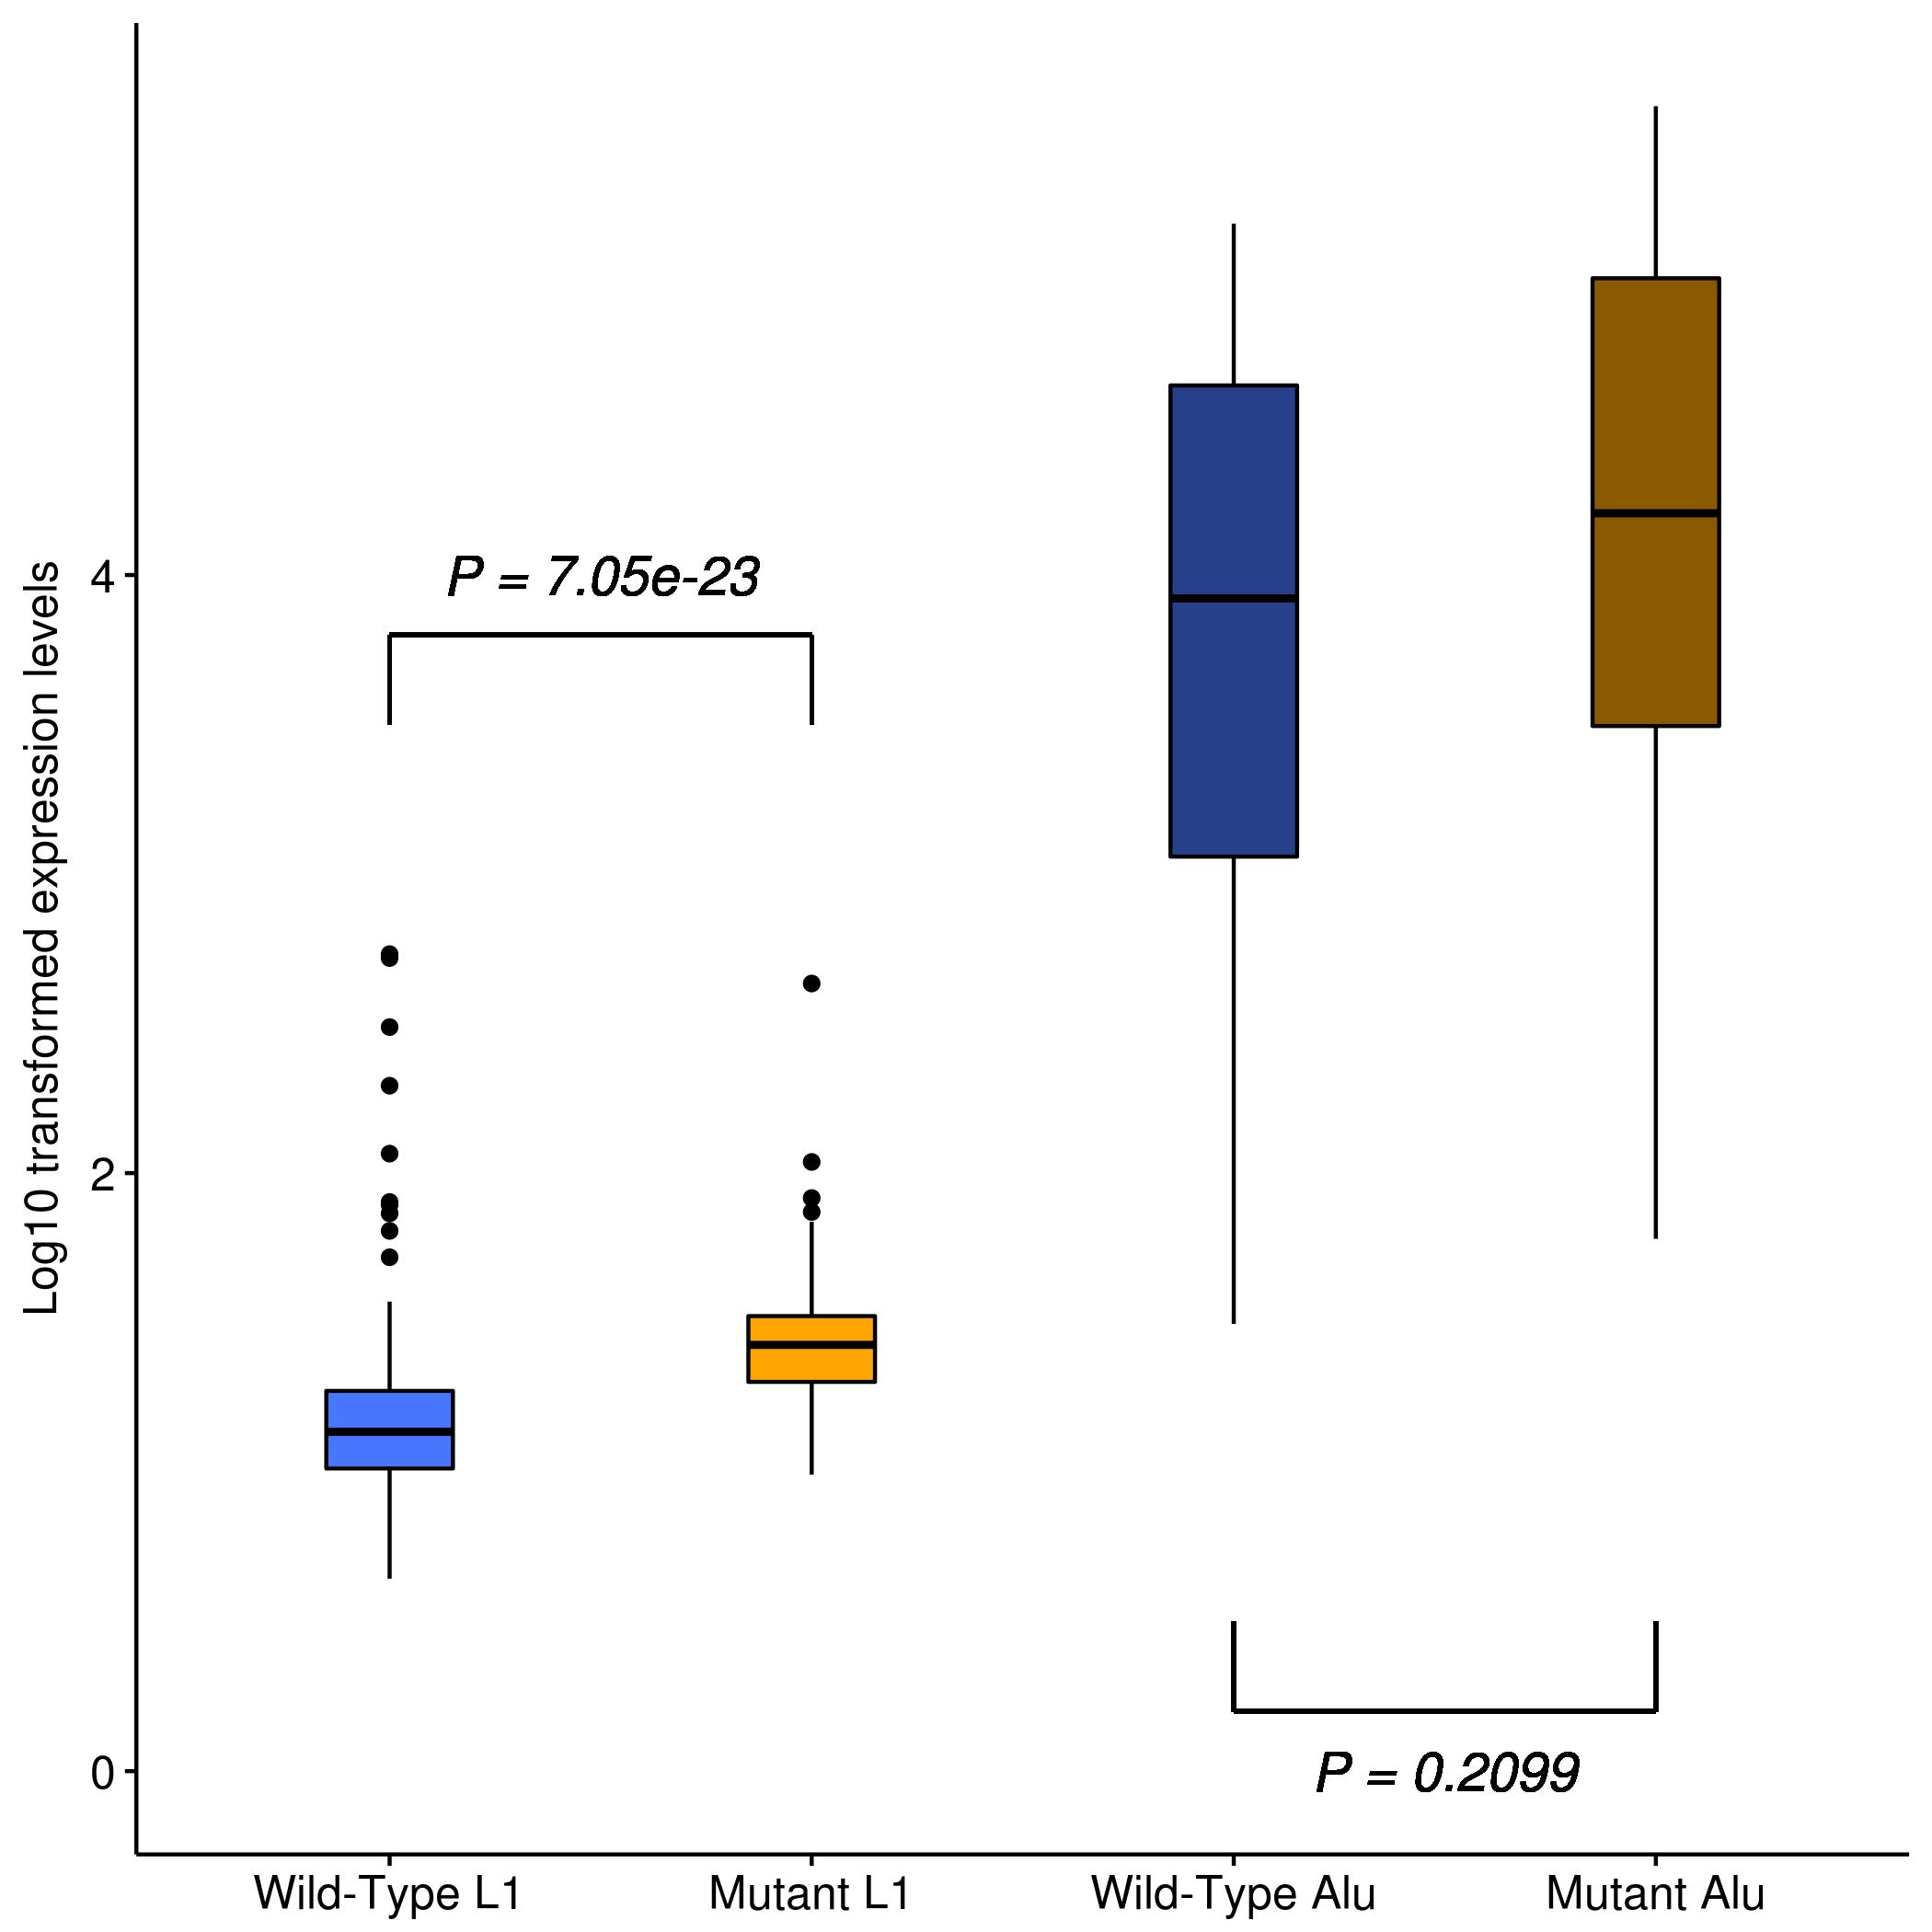 Log10 transformed expression levels
4
2
0
P = 7.05e-23
P = 0.2099
Wild-Type L1
Mutant L1
Wild-Type Alu
Mutant Alu